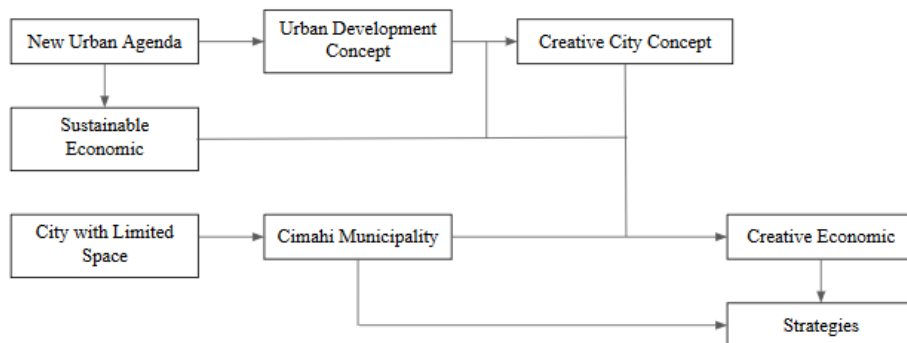 New Urban Agenda
Urban Development
Concept
Creative City Concept
Sustainable
Economic
City with Limited
Space
Cimahi Municipality
Creative Economic
Strategies